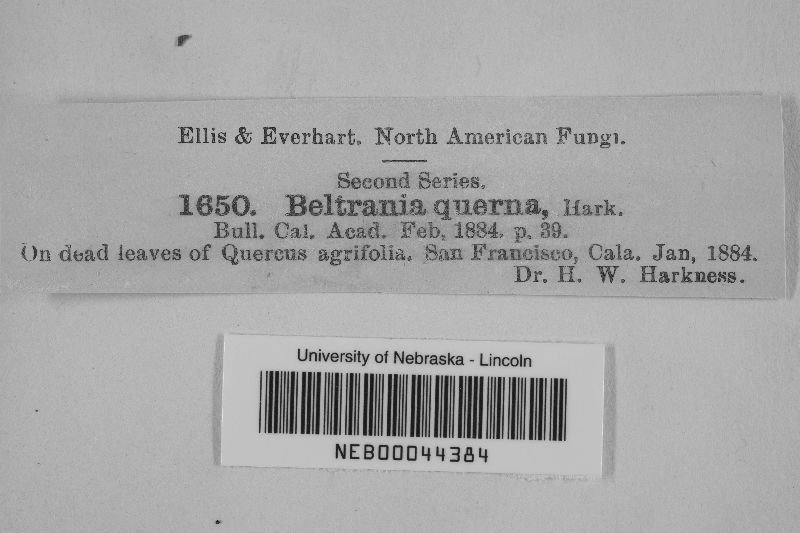 Ellis & Everhart. North American Fungi.
Second Series.
1650. Beltrania querna, Hark.
Bull. Cal. Acad. Feb, 1884. p. 39.
On dead leaves of Quercus agrifolia. San Francisco, Cala. Jan, 1884.
Dr. H. W. Harkness.
University of Nebraska - Lincoln
NEB00044384